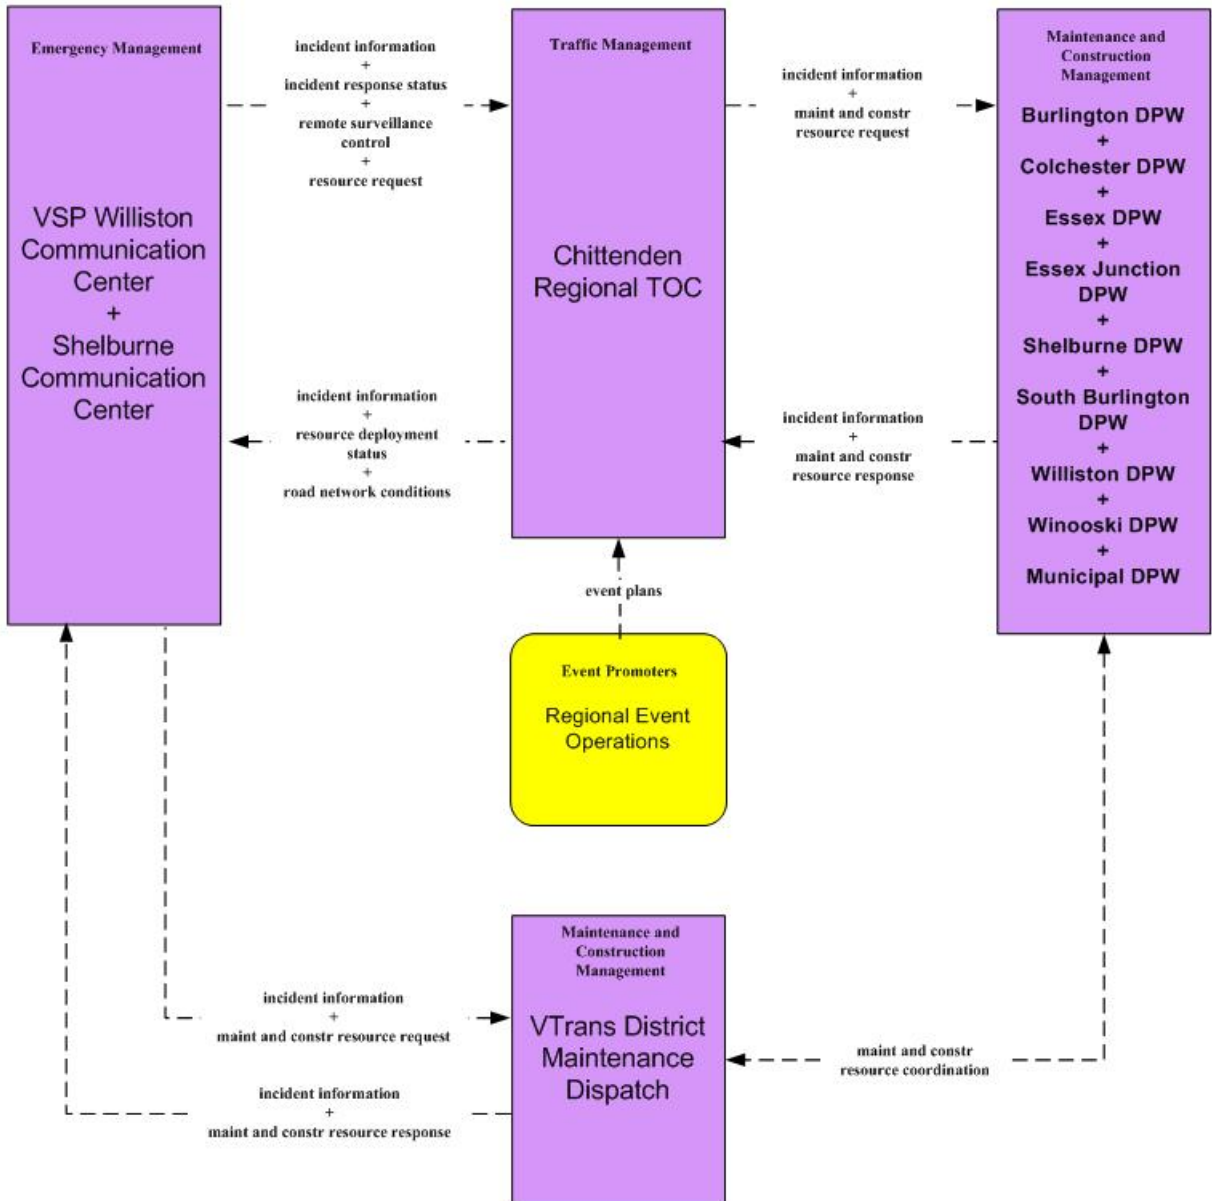 Emergency Management
VSP Williston
Communication
Center
+
Shelburne
Communication
Center
incident information
+
incident response status
+
remote surveillance
control
+
resource request
incident information
+
resource deployment
status
+
road network conditions
Traffic Management
Chittenden
Regional TOC
incident information
+
maint and constr
resource request
incident information
+
maint and constr
resource response
Maintenance and
Construction
Management
Burlington DPW
+
Colchester DPW
+
Essex DPW
+
Essex Junction
DPW
+
Shelburne DPW
+
South Burlington
DPW
+
Williston DPW
+
Winooski DPW
+
Municipal DPW
event plans
Event Promoters
Regional Event
Operations
incident information
+
maint and constr resource request
incident information
+
maint and constr resource response
Maintenance and
Construction
Management
VTrans District
Maintenance
Dispatch
maint and constr
resource coordination